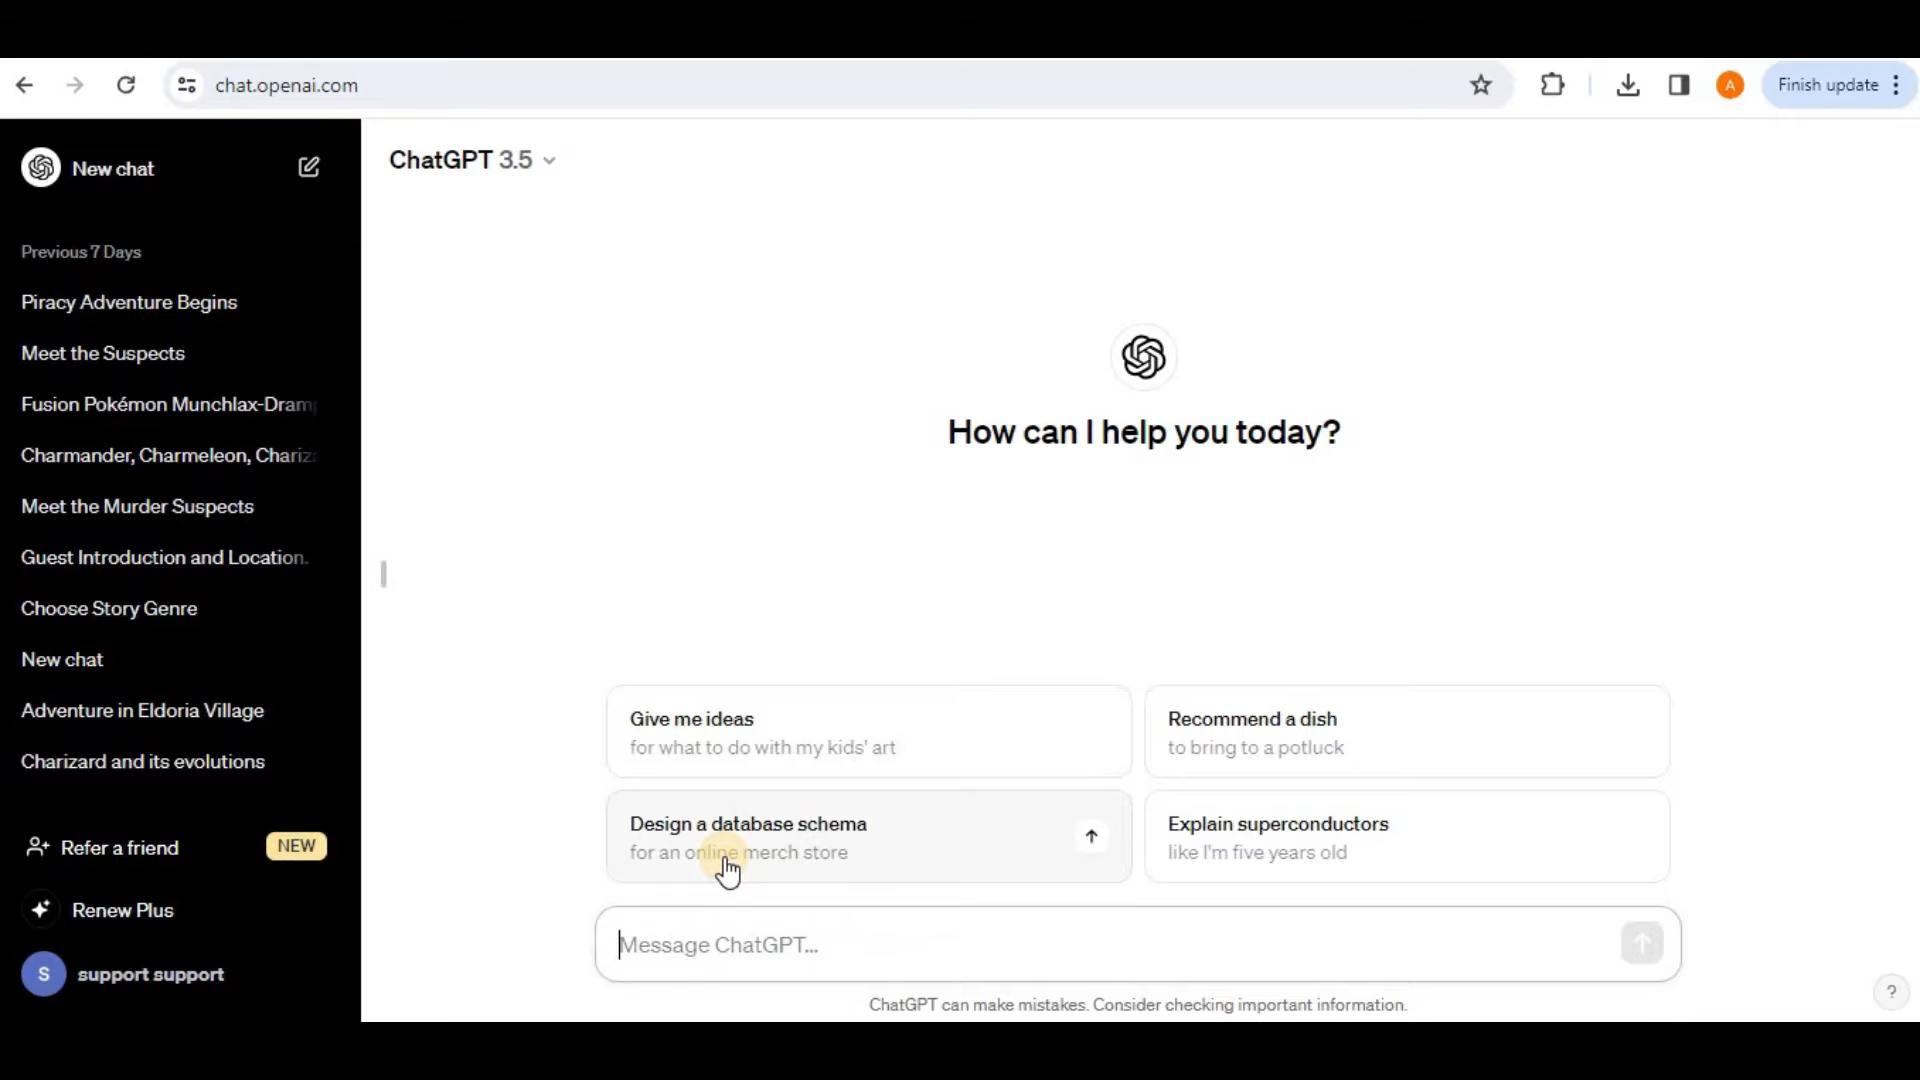 chat.openai.com
A
Finish update
New chat
ChatGPT 3.5
Previous 7 Days
Piracy Adventure Begins
Meet the Suspects
Fusion Pokémon Munchlax-Dram
Charmander, Charmeleon, Chariz
Meet the Murder Suspects
Guest Introduction and Location.
Choose Story Genre
New chat
Adventure in Eldoria Village
Charizard and its evolutions
Refer a friend
NEW
Renew Plus
S
support support
How can I help you today?
Give me ideas
for what to do with my kids' art
Recommend a dish
to bring to a potluck
Design a database schema
for an online merch store
Explain superconductors
like I'm five years old
Message ChatGPT...
ChatGPT can make mistakes. Consider checking important information.
?